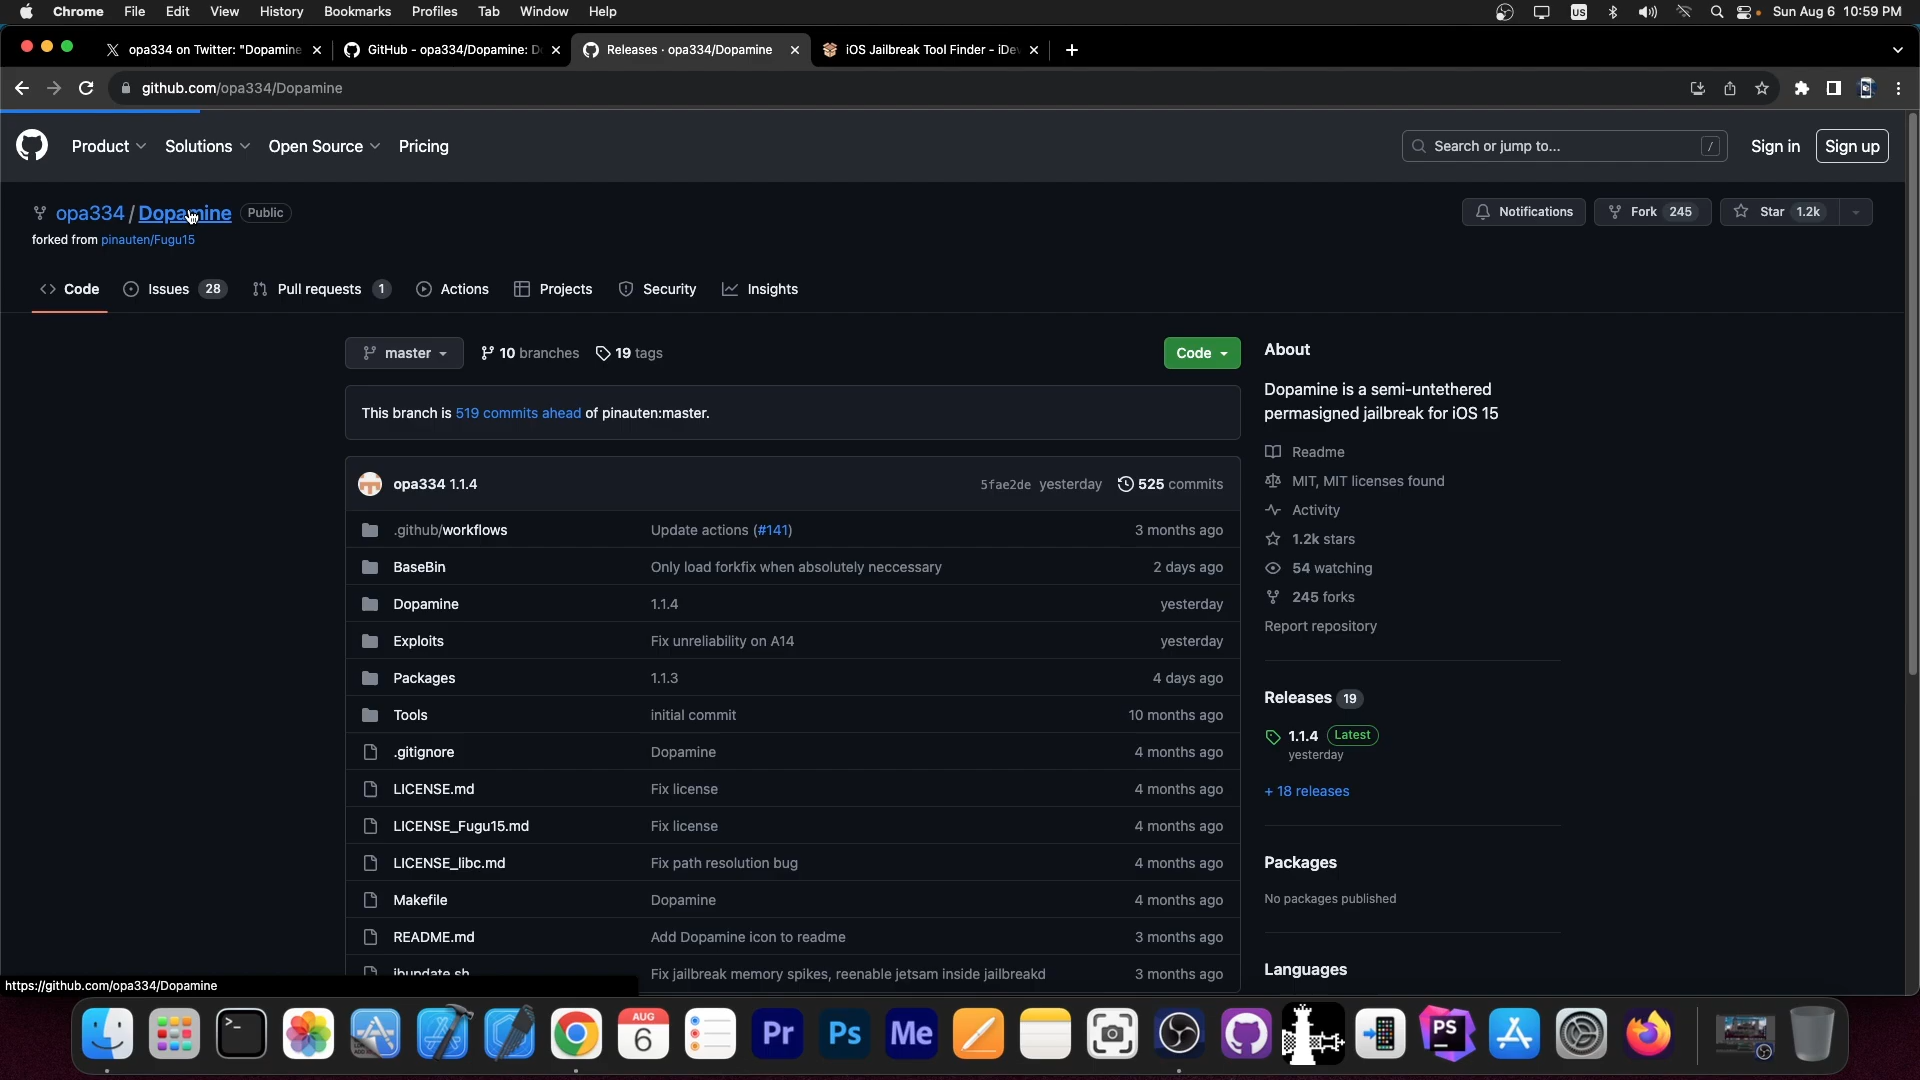 Chrome File Edit View History Bookmarks Profiles Tab Window Help
US
Sun Aug 6 10:59 PM
opa334 on Twitter: "Dopamine
GitHub - opa334/Dopamine: Do
Releases · opa334/Dopamine
iOS Jailbreak Tool Finder - iDev
github.com/opa334/Dopamine
Product Solutions Open Source Pricing
Search or jump to...
/
Sign in
Sign up
opa334 / Dopamine Public
Notifications
Fork 245
Star 1.2k
forked from pinauten/Fugu15
Code
Issues 28
Pull requests 1
Actions
Projects
Security
Insights
master
10 branches
19 tags
Code
About
Dopamine is a semi-untethered
permasigned jailbreak for iOS 15
This branch is 519 commits ahead of pinauten:master.
Readme
MIT, MIT licenses found
Activity
1.2k stars
54 watching
245 forks
Report repository
opa334 1.1.4 5fae2de yesterday 525 commits
.github/workflows Update actions (#141) 3 months ago
BaseBin Only load forkfix when absolutely neccessary 2 days ago
Dopamine 1.1.4 yesterday
Exploits Fix unreliability on A14 yesterday
Packages 1.1.3 4 days ago
Tools initial commit 10 months ago
.gitignore Dopamine 4 months ago
LICENSE.md Fix license 4 months ago
LICENSE_Fugu15.md Fix license 4 months ago
LICENSE_libc.md Fix path resolution bug 4 months ago
Makefile Dopamine 4 months ago
README.md Add Dopamine icon to readme 3 months ago
ibupdate.sh Fix jailbreak memory spikes, reenable jetsam inside jailbreakd 3 months ago
Releases 19
1.1.4 Latest
yesterday
+ 18 releases
Packages
No packages published
Languages
https://github.com/opa334/Dopamine
AUG
6
Pr
Ps
Me
PS